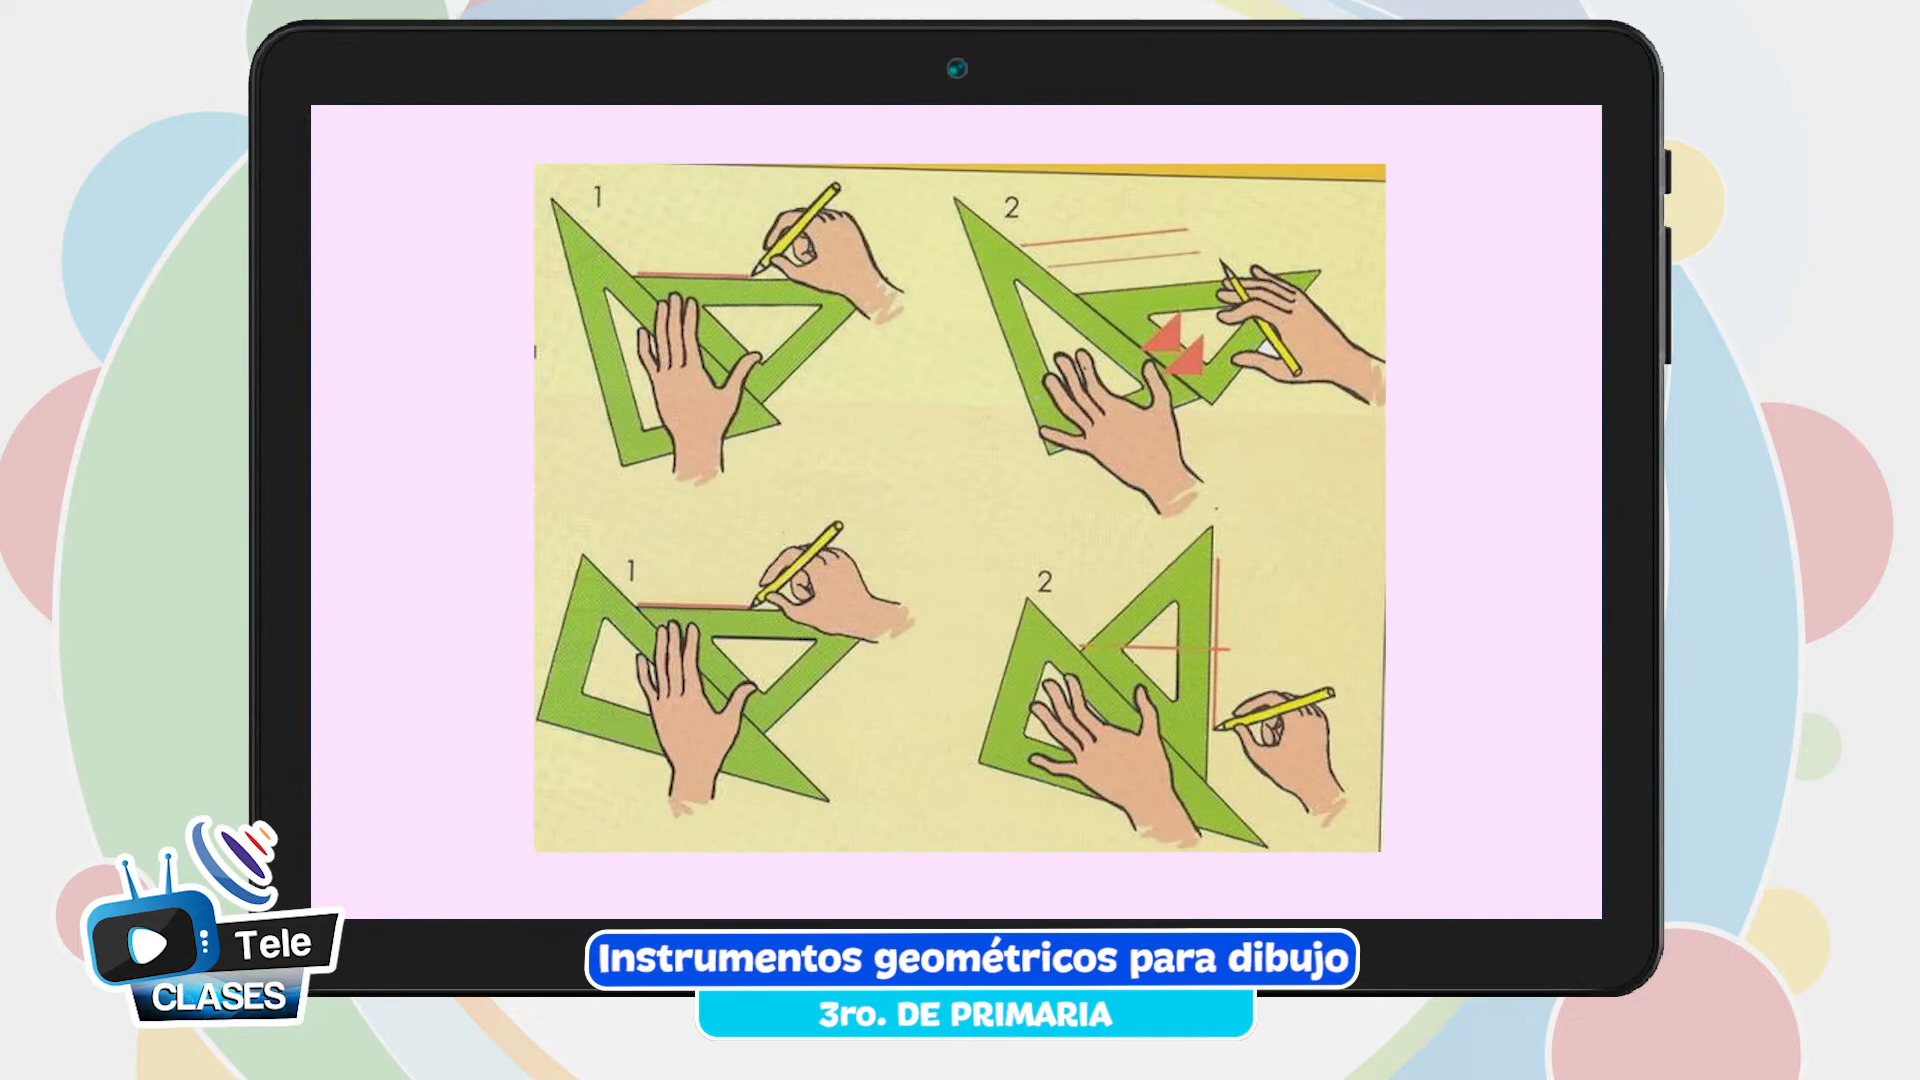 1
2
1
2
Tele
CLASES
Instrumentos geométricos para dibujo
3ro. DE PRIMARIA